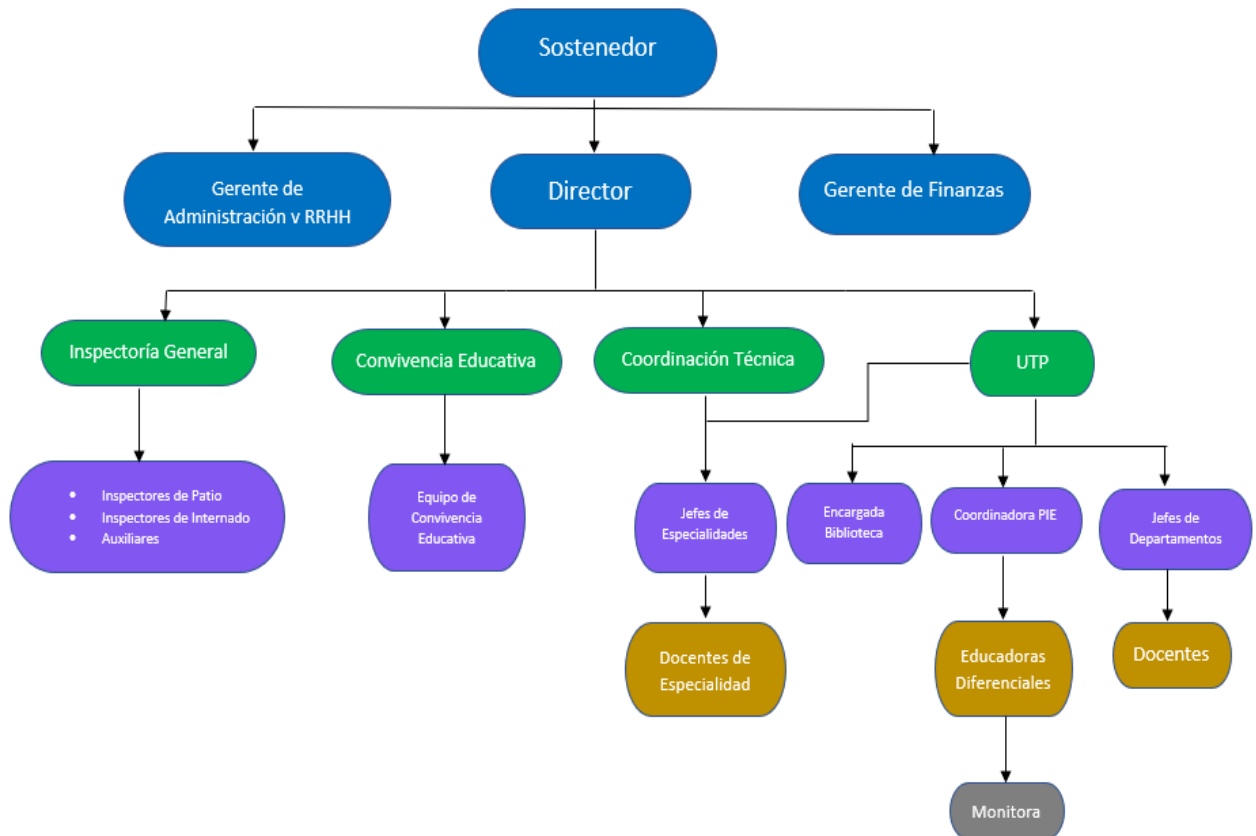 Sostenedor
Gerente de
Administración v RRHH
Director
Gerente de Finanzas
Inspectoría General
Convivencia Educativa
Coordinación Técnica
UTP
• Inspectores de Patio
• Inspectores de Internado
• Auxiliares
Equipo de
Convivencia
Educativa
Jefes de
Especialidades
Encargada
Biblioteca
Coordinadora PIE
Jefes de
Departamentos
Docentes de
Especialidad
Educadoras
Diferenciales
Docentes
Monitora